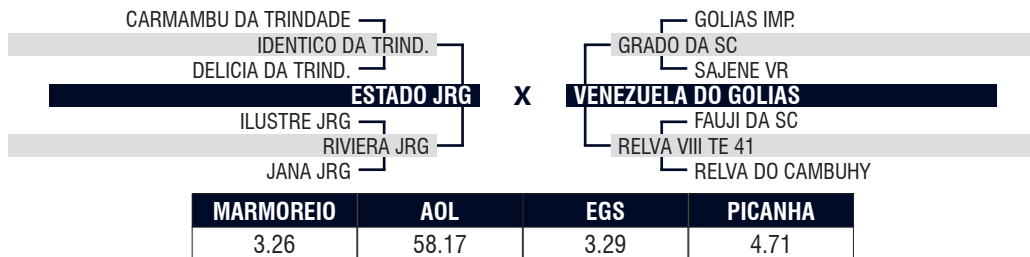 CARMAMBU DA TRINDADE GOLIAS IMP.
IDENTICO DA TRIND. GRADO DA SC
DELICIA DA TRIND. SAJENE VR
ESTADO JRG X VENEZUELA DO GOLIAS
ILUSTRE JRG FAUJI DA SC
RIVIERA JRG RELVA VIII TE 41
JANA JRG RELVA DO CAMBUHY
MARMOREIO AOL EGS PICANHA
3.26 58.17 3.29 4.71